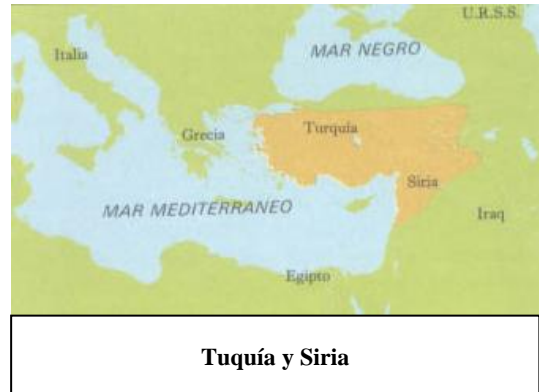 U.R.S.S.
MAR NEGRO
Italia
Grecia
Turquía
Siria
MAR MEDITERRANEO
Iraq
Egipto
Tuquía y Siria